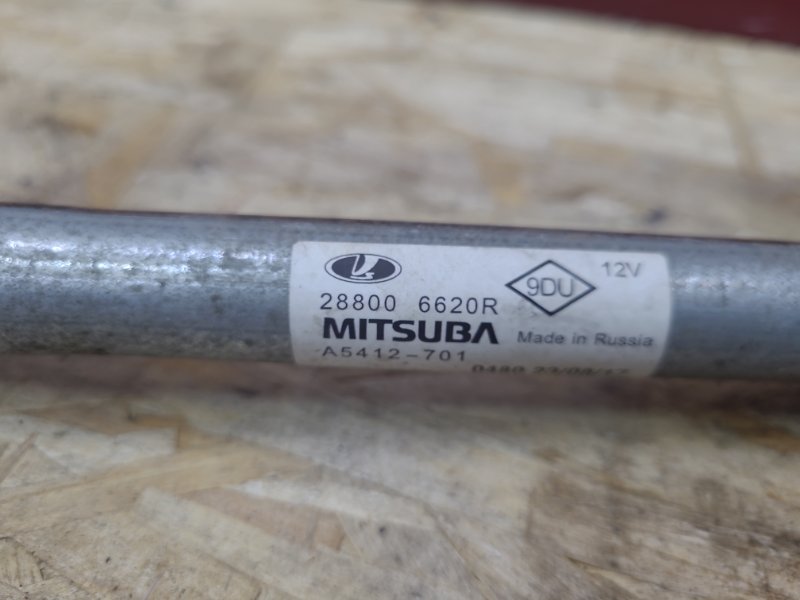 28800 6620R
9DU
12V
MITSUBA
Made in Russia
A5412-701